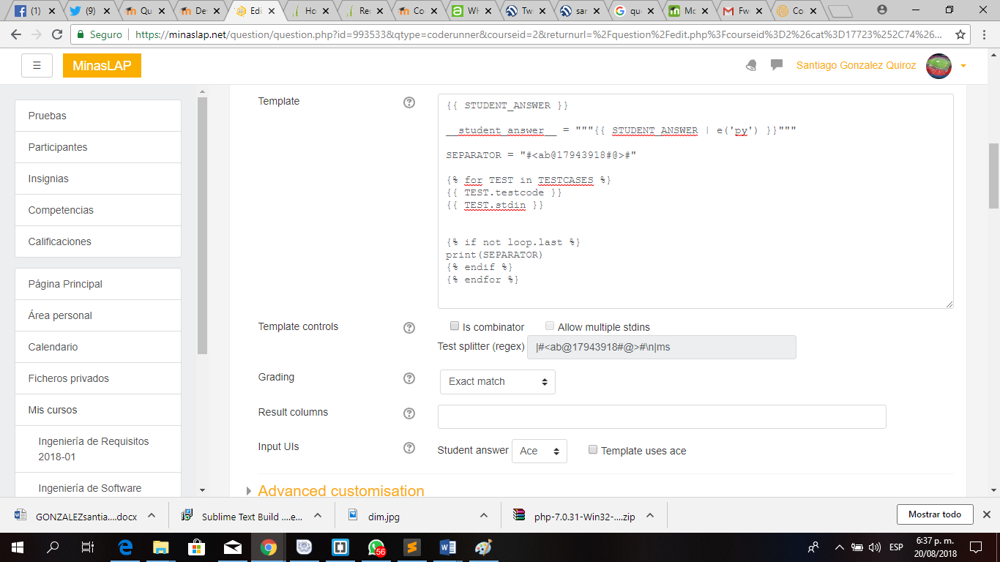 (1)
(9)
Qu
De
Edi
Ho
Re
Co
Wh
Tw
sar
que
Mo
Fw
Co
Seguro
https://minaslap.net/question/question.php?id=993533&qtype=coderunner&courseid=2&returnurl=%2Fquestion%2Fedit.php%3Fcourseid%3D2%26cat%3D17723%252C74%26...
MinasLAP
Santiago Gonzalez Quiroz
Pruebas
Participantes
Insignias
Competencias
Calificaciones
Página Principal
Área personal
Calendario
Ficheros privados
Mis cursos
Ingeniería de Requisitos
2018-01
Ingeniería de Software
Template
{{ STUDENT_ANSWER }}
__student_answer__ = """{{ STUDENT_ANSWER | e('py') }}"""
SEPARATOR = "#<ab@17943918#@>#"
{% for TEST in TESTCASES %}
{{ TEST.testcode }}
{{ TEST.stdin }}
{% if not loop.last %}
print(SEPARATOR)
{% endif %}
{% endfor %}
Template controls
Is combinator
Allow multiple stdins
Test splitter (regex)
|#<ab@17943918#@>#\n|ms
Grading
Exact match
Result columns
Input UIs
Student answer
Ace
Template uses ace
Advanced customisation
GONZALEZsantia....docx
Sublime Text Build ....e...
dim.jpg
php-7.0.31-Win32-....zip
Mostrar todo
56
ESP
6:37 p. m.
20/08/2018